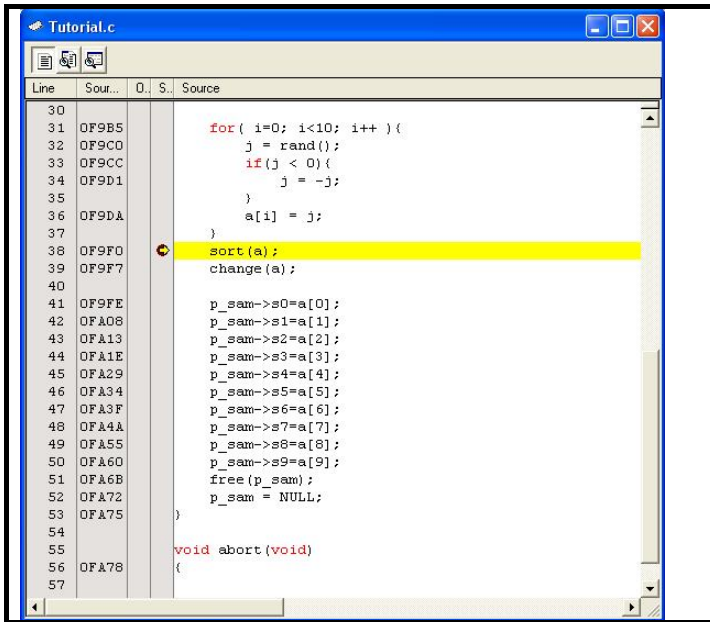 Tutorial.c
Line Sour... O.. S.. Source
30
31 0F9B5 for( i=0; i<10; i++ ){
32 0F9C0 j = rand();
33 0F9CC if(j < 0){
34 0F9D1 j = -j;
35 }
36 0F9DA a[i] = j;
37 }
38 0F9F0 sort(a);
39 0F9F7 change(a);
40
41 0F9FE p_sam->s0=a[0];
42 0FA08 p_sam->s1=a[1];
43 0FA13 p_sam->s2=a[2];
44 0FA1E p_sam->s3=a[3];
45 0FA29 p_sam->s4=a[4];
46 0FA34 p_sam->s5=a[5];
47 0FA3F p_sam->s6=a[6];
48 0FA4A p_sam->s7=a[7];
49 0FA55 p_sam->s8=a[8];
50 0FA60 p_sam->s9=a[9];
51 0FA6B free(p_sam);
52 0FA72 p_sam = NULL;
53 0FA75 }
54
55 void abort(void)
56 0FA78 {
57